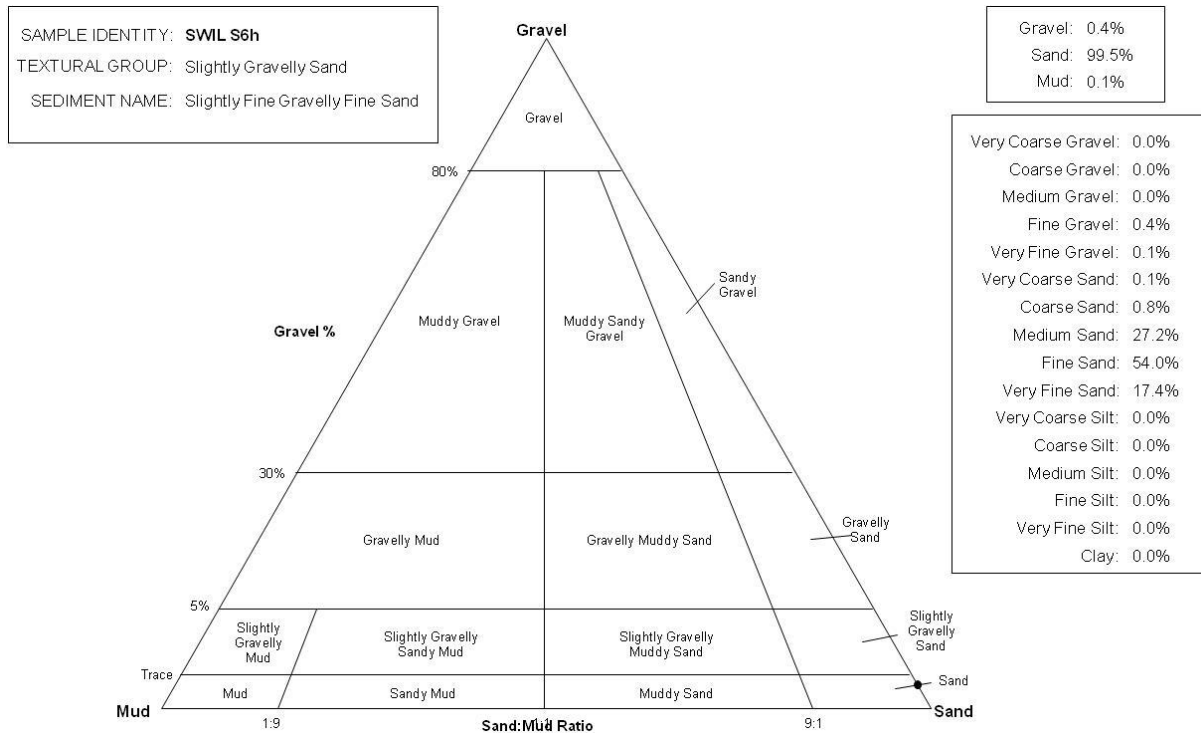 SAMPLE IDENTITY: SWIL S6h
TEXTURAL GROUP: Slightly Gravelly Sand
SEDIMENT NAME: Slightly Fine Gravelly Fine Sand
Gravel
Gravel: 0.4%
Sand: 99.5%
Mud: 0.1%
Very Coarse Gravel: 0.0%
Coarse Gravel: 0.0%
Medium Gravel: 0.0%
Fine Gravel: 0.4%
Very Fine Gravel: 0.1%
Very Coarse Sand: 0.1%
Coarse Sand: 0.8%
Medium Sand: 27.2%
Fine Sand: 54.0%
Very Fine Sand: 17.4%
Very Coarse Silt: 0.0%
Coarse Silt: 0.0%
Medium Silt: 0.0%
Fine Silt: 0.0%
Very Fine Silt: 0.0%
Clay: 0.0%
Gravel
80%
Sandy
Gravel
Gravel %
Muddy Gravel
Muddy Sandy
Gravel
30%
Gravelly Mud
Gravelly Muddy Sand
Gravelly
Sand
5%
Slightly
Gravelly
Mud
Slightly Gravelly
Sandy Mud
Slightly Gravelly
Muddy Sand
Slightly
Gravelly
Sand
Trace
Mud
Sandy Mud
Muddy Sand
Sand
Mud
Sand
1:9
Sand:Mud Ratio
9:1